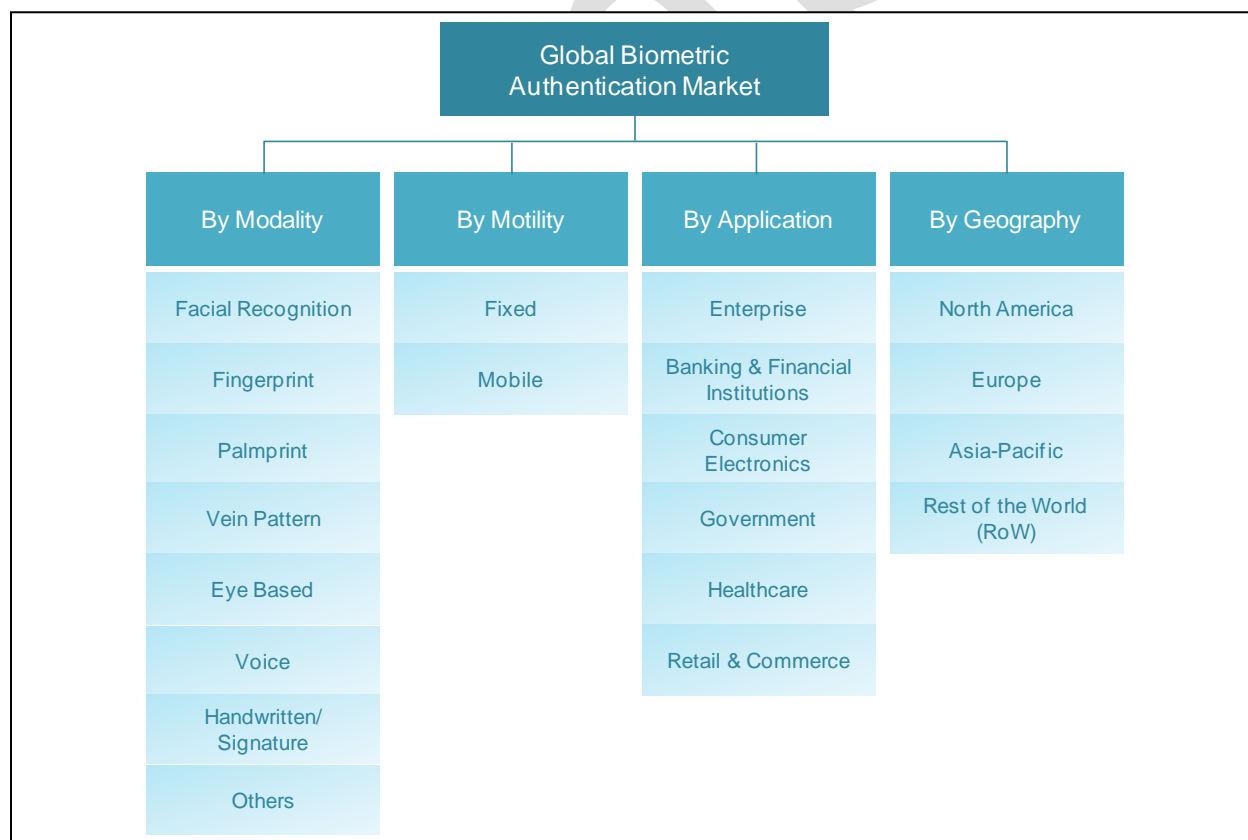 Global Biometric
Authentication Market
By Modality
Facial Recognition
Fingerprint
Palmprint
Vein Pattern
Eye Based
Voice
Handwritten/
Signature
Others
By Motility
Fixed
Mobile
By Application
Enterprise
Banking & Financial
Institutions
Consumer
Electronics
Government
Healthcare
Retail & Commerce
By Geography
North America
Europe
Asia-Pacific
Rest of the World
(RoW)